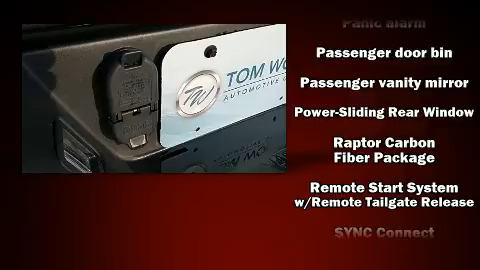 Panic alarm
Passenger door bin
Passenger vanity mirror
Power-Sliding Rear Window
Raptor Carbon
Fiber Package
Remote Start System
w/Remote Tailgate Release
SYNC Connect
TW
TOM WO
AUTOMOTIVE G